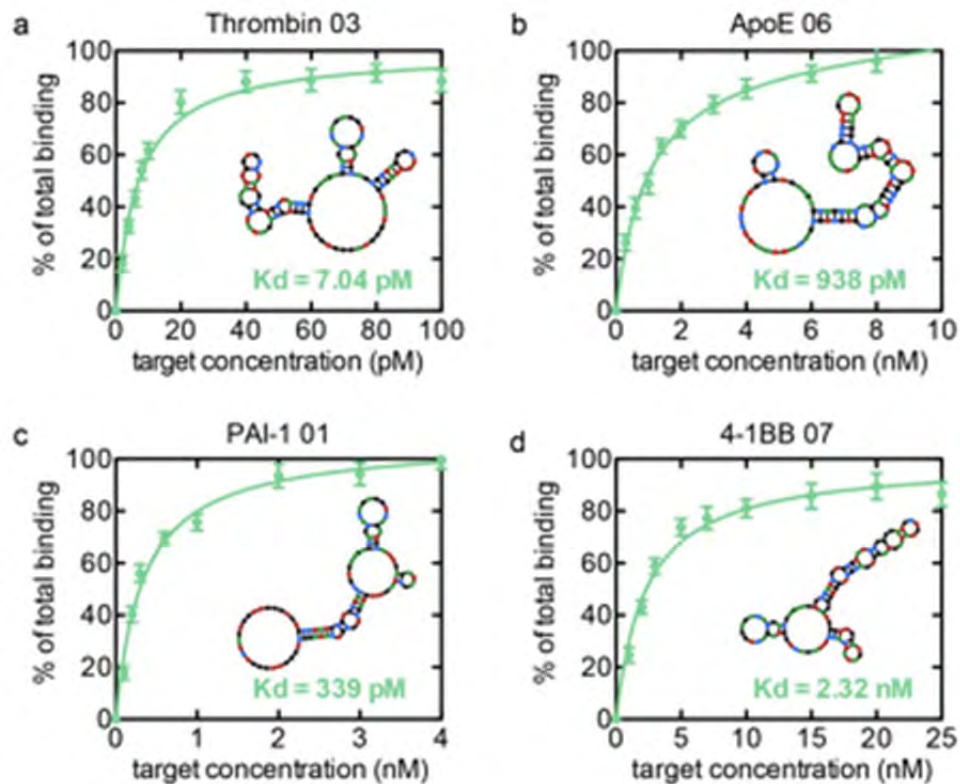 a
Thrombin 03
100
80
60
40
20
0
% of total binding
Kd = 7.04 pM
0 20 40 60 80 100
target concentration (pM)
b
ApoE 06
100
80
60
40
20
0
% of total binding
Kd = 938 pM
0 2 4 6 8 10
target concentration (nM)
c
PAI-1 01
100
80
60
40
20
0
% of total binding
Kd = 339 pM
0 1 2 3 4
target concentration (nM)
d
4-1BB 07
100
80
60
40
20
0
% of total binding
Kd = 2.32 nM
0 5 10 15 20 25
target concentration (nM)